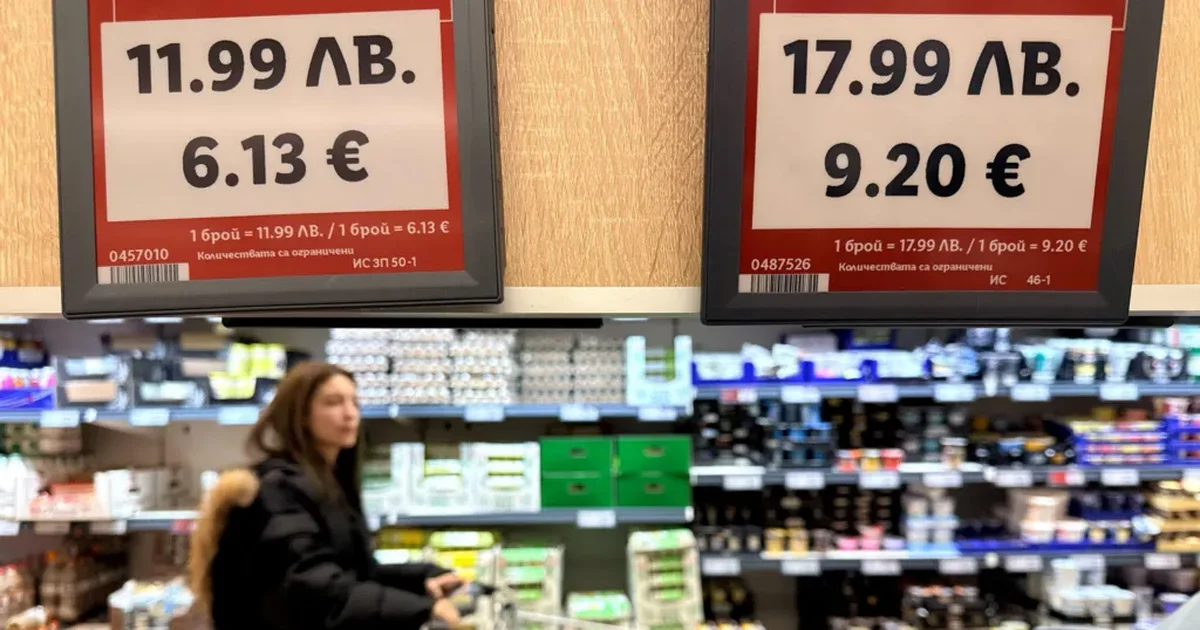 11.99 ЛВ.
6.13 €
1 брой = 11.99 ЛВ. / 1 брой = 6.13 €
0457010
Количествата са ограничени
ИС ЗП 50-1
17.99 ЛВ.
9.20 €
1 брой = 17.99 ЛВ. / 1 брой = 9.20 €
0487526
Количествата са ограничени
ИС 46-1